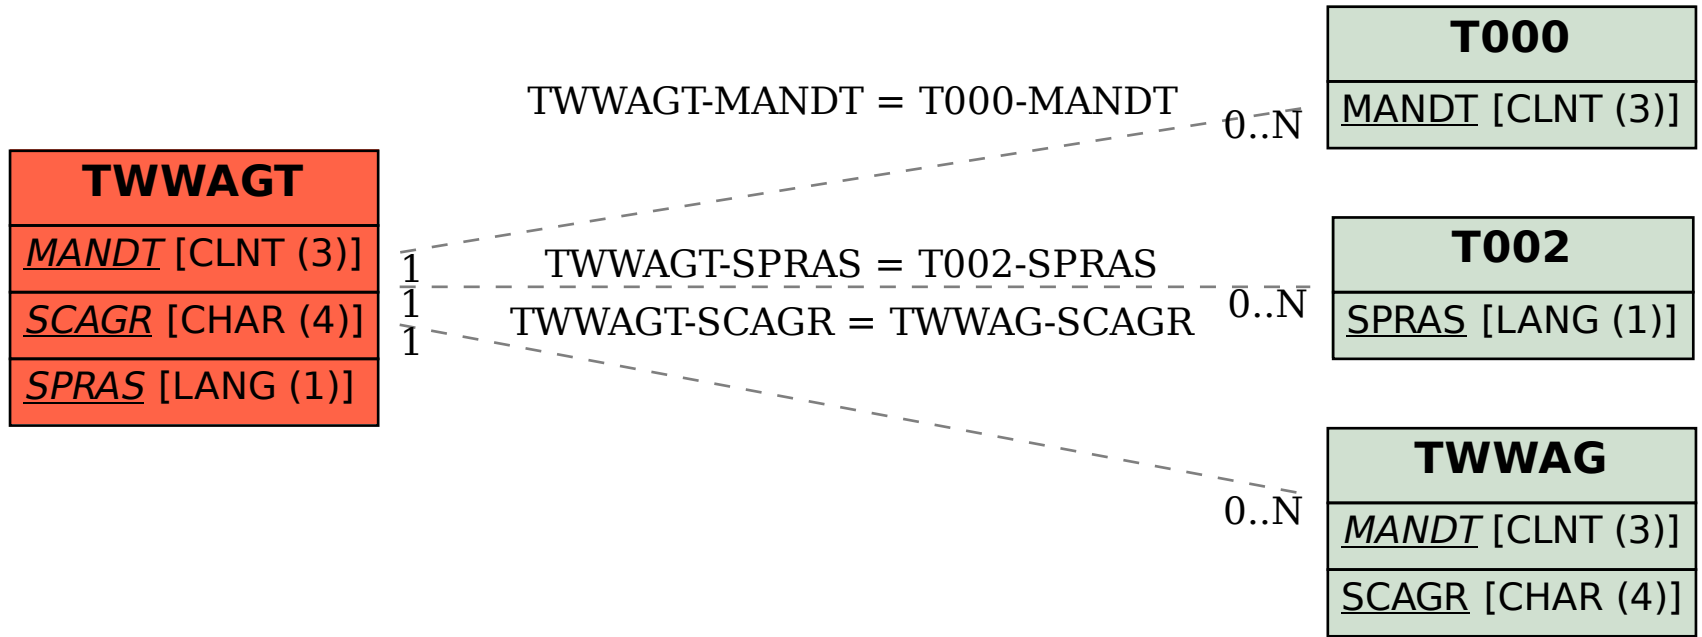 TWWAGT
MANDT [CLNT (3)]
SCAGR [CHAR (4)]
SPRAS [LANG (1)]
TWWAGT-MANDT = T000-MANDT
0..N
1
TWWAGT-SPRAS = T002-SPRAS
0..N
1
TWWAGT-SCAGR = TWWAG-SCAGR
1
0..N
T000
MANDT [CLNT (3)]
T002
SPRAS [LANG (1)]
TWWAG
MANDT [CLNT (3)]
SCAGR [CHAR (4)]